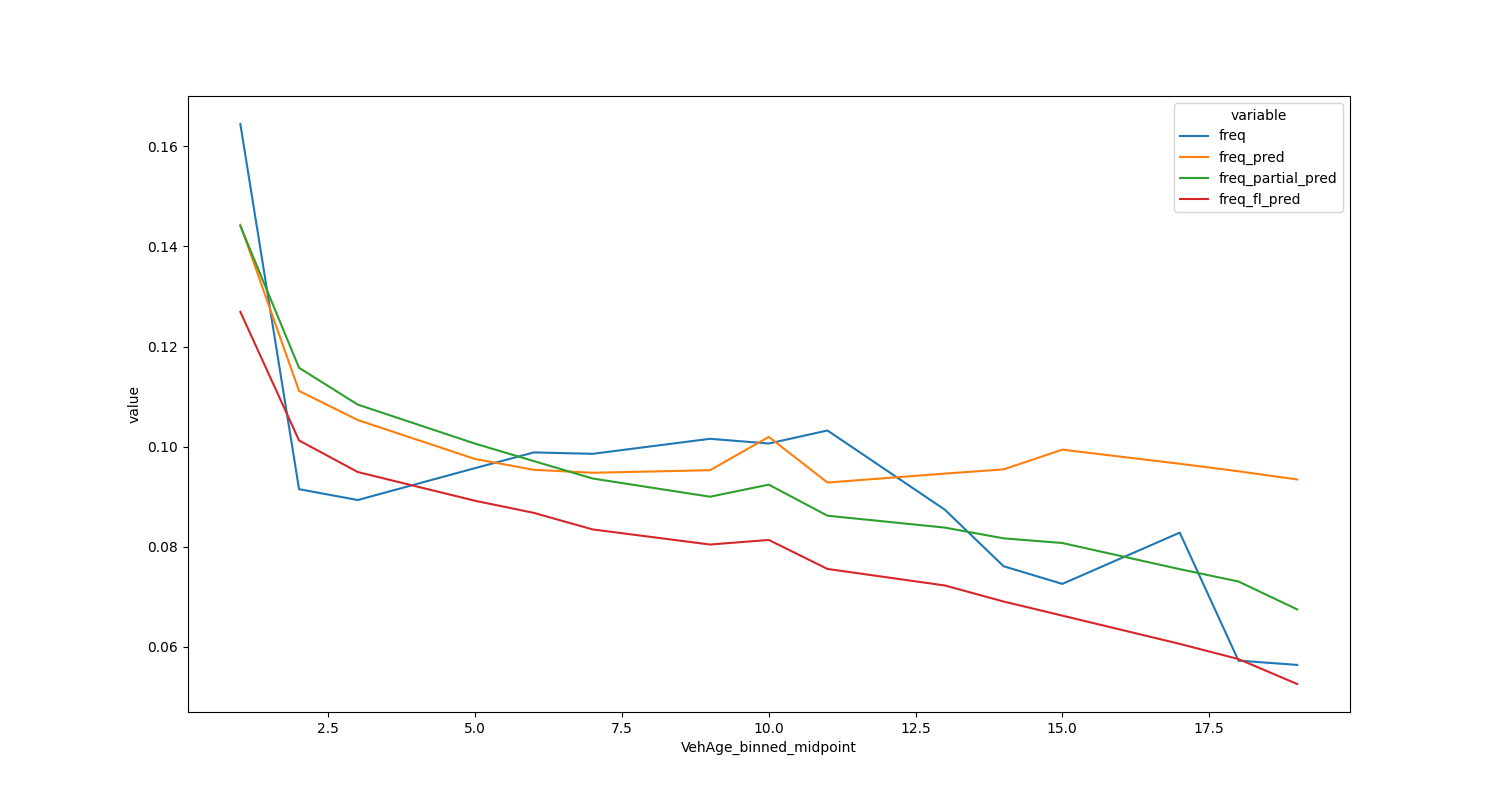 variable
freq
freq_pred
freq_partial_pred
freq_fl_pred
value
0.16
0.14
0.12
0.10
0.08
0.06
2.5 5.0 7.5 10.0 12.5 15.0 17.5
VehAge_binned_midpoint